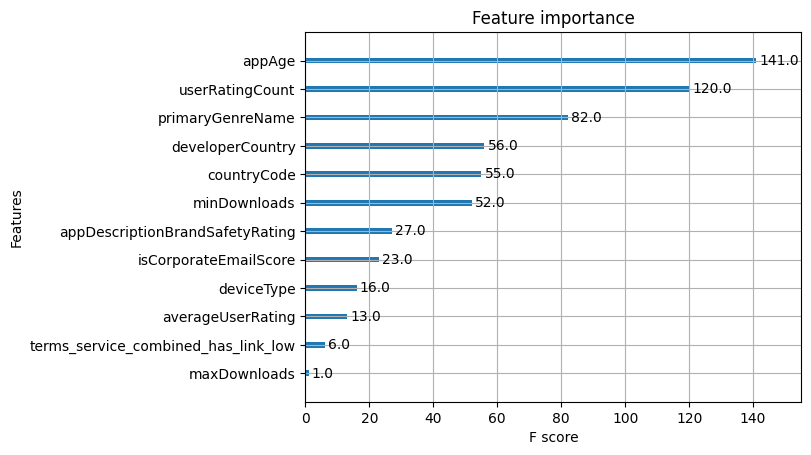 Feature importance
Features
appAge 141.0
userRatingCount 120.0
primaryGenreName 82.0
developerCountry 56.0
countryCode 55.0
minDownloads 52.0
appDescriptionBrandSafetyRating 27.0
isCorporateEmailScore 23.0
deviceType 16.0
averageUserRating 13.0
terms_service_combined_has_link_low 6.0
maxDownloads 1.0
0 20 40 60 80 100 120 140
F score